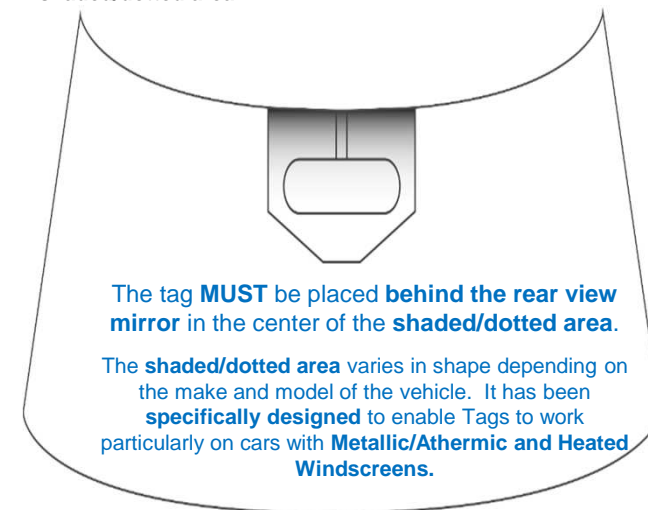 The tag MUST be placed behind the rear view
mirror in the center of the shaded/dotted area.
The shaded/dotted area varies in shape depending on
the make and model of the vehicle. It has been
specifically designed to enable Tags to work
particularly on cars with Metallic/Athermic and Heated
Windscreens.